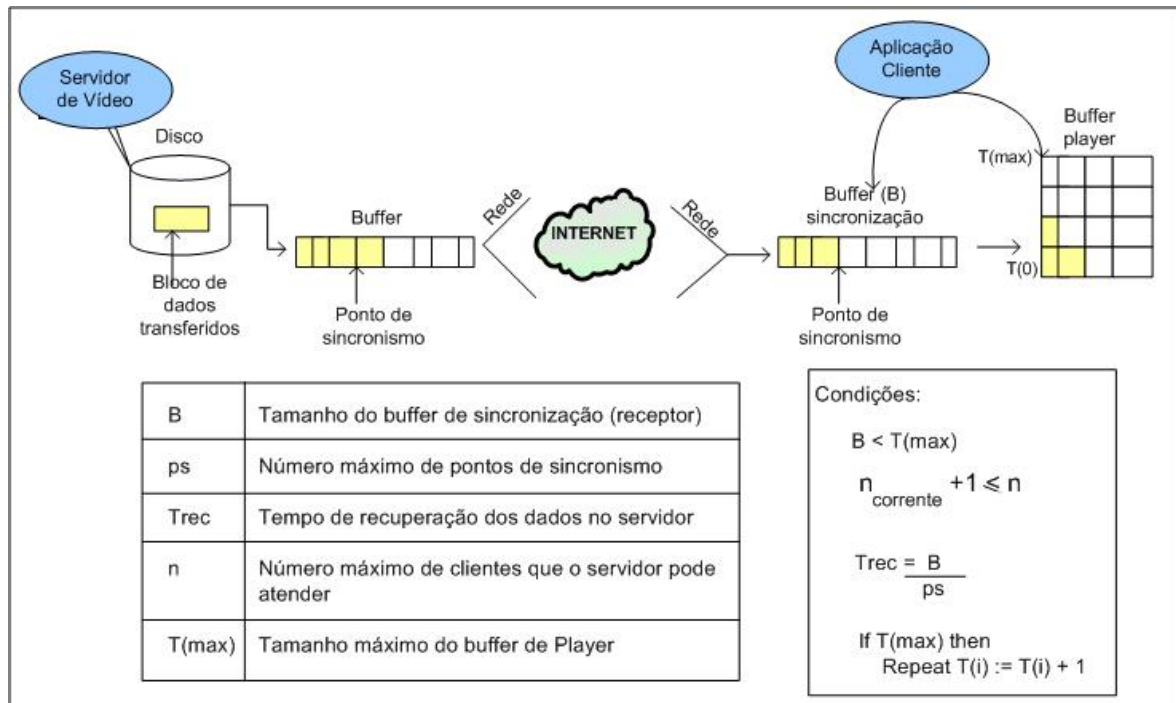 Servidor
de Vídeo
Disco
Bloco de
dados
transferidos
Buffer
Ponto de
sincronismo
Rede
INTERNET
Rede
Aplicação
Cliente
Buffer (B)
sincronização
Ponto de
sincronismo
Buffer
player
T(max)
T(0)
B Tamanho do buffer de sincronização (receptor)
ps Número máximo de pontos de sincronismo
Trec Tempo de recuperação dos dados no servidor
n Número máximo de clientes que o servidor pode
atender
T(max) Tamanho máximo do buffer de Player
Condições:
B < T(max)
n corrente +1 ⩽ n
Trec = B
ps
If T(max) then
Repeat T(i) := T(i) + 1